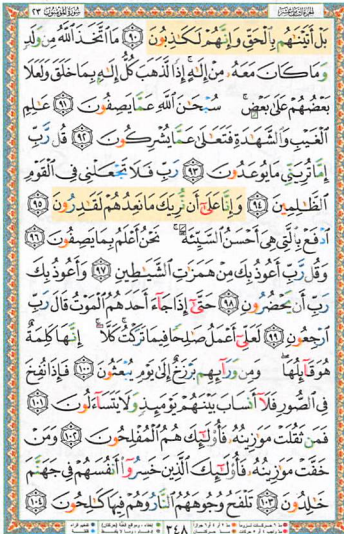 سُورَةُ المُؤْمِنُون ٢٣
بَلْ أَتَيْنَٰهُم بِٱلْحَقِّ وَإِنَّهُمْ لَكَٰذِبُونَ ٩٠ مَا ٱتَّخَذَ ٱللَّهُ مِن وَلَدٍ
وَمَا كَانَ مَعَهُۥ مِنْ إِلَٰهٍ ۚ إِذًا لَّذَهَبَ كُلُّ إِلَٰهٍۭ بِمَا خَلَقَ وَلَعَلَا
بَعْضُهُمْ عَلَىٰ بَعْضٍ ۚ سُبْحَٰنَ ٱللَّهِ عَمَّا يَصِفُونَ ٩١ عَٰلِمِ
ٱلْغَيْبِ وَٱلشَّهَٰدَةِ فَتَعَٰلَىٰ عَمَّا يُشْرِكُونَ ٩٢ قُل رَّبِّ
إِمَّا تُرِيَنِّي مَا يُوعَدُونَ ٩٣ رَبِّ فَلَا تَجْعَلْنِي فِي ٱلْقَوْمِ
ٱلظَّٰلِمِينَ ٩٤ وَإِنَّا عَلَىٰٓ أَن نُّرِيَكَ مَا نَعِدُهُمْ لَقَٰدِرُونَ ٩٥
ٱدْفَعْ بِٱلَّتِي هِيَ أَحْسَنُ ٱلسَّيِّئَةَ ۚ نَحْنُ أَعْلَمُ بِمَا يَصِفُونَ ٩٦
وَقُل رَّبِّ أَعُوذُ بِكَ مِنْ هَمَزَٰتِ ٱلشَّيَٰطِينِ ٩٧ وَأَعُوذُ بِكَ
رَبِّ أَن يَحْضُرُونِ ٩٨ حَتَّىٰٓ إِذَا جَآءَ أَحَدَهُمُ ٱلْمَوْتُ قَالَ رَبِّ
ٱرْجِعُونِ ٩٩ لَعَلِّيٓ أَعْمَلُ صَٰلِحًا فِيمَا تَرَكْتُ ۚ كَلَّآ ۚ إِنَّهَا كَلِمَةٌ
هُوَ قَآئِلُهَا ۖ وَمِن وَرَآئِهِم بَرْزَخٌ إِلَىٰ يَوْمِ يُبْعَثُونَ ١٠٠ فَإِذَا نُفِخَ
فِي ٱلصُّورِ فَلَآ أَنسَابَ بَيْنَهُمْ يَوْمَئِذٍ وَلَا يَتَسَآءَلُونَ ١٠١
فَمَن ثَقُلَتْ مَوَٰزِينُهُۥ فَأُو۟لَٰٓئِكَ هُمُ ٱلْمُفْلِحُونَ ١٠٢ وَمَنْ
خَفَّتْ مَوَٰزِينُهُۥ فَأُو۟لَٰٓئِكَ ٱلَّذِينَ خَسِرُوٓا۟ أَنفُسَهُمْ فِي جَهَنَّمَ
خَٰلِدُونَ ١٠٣ تَلْفَحُ وُجُوهَهُمُ ٱلنَّارُ وَهُمْ فِيهَا كَٰلِحُونَ ١٠٤
٣٤٨